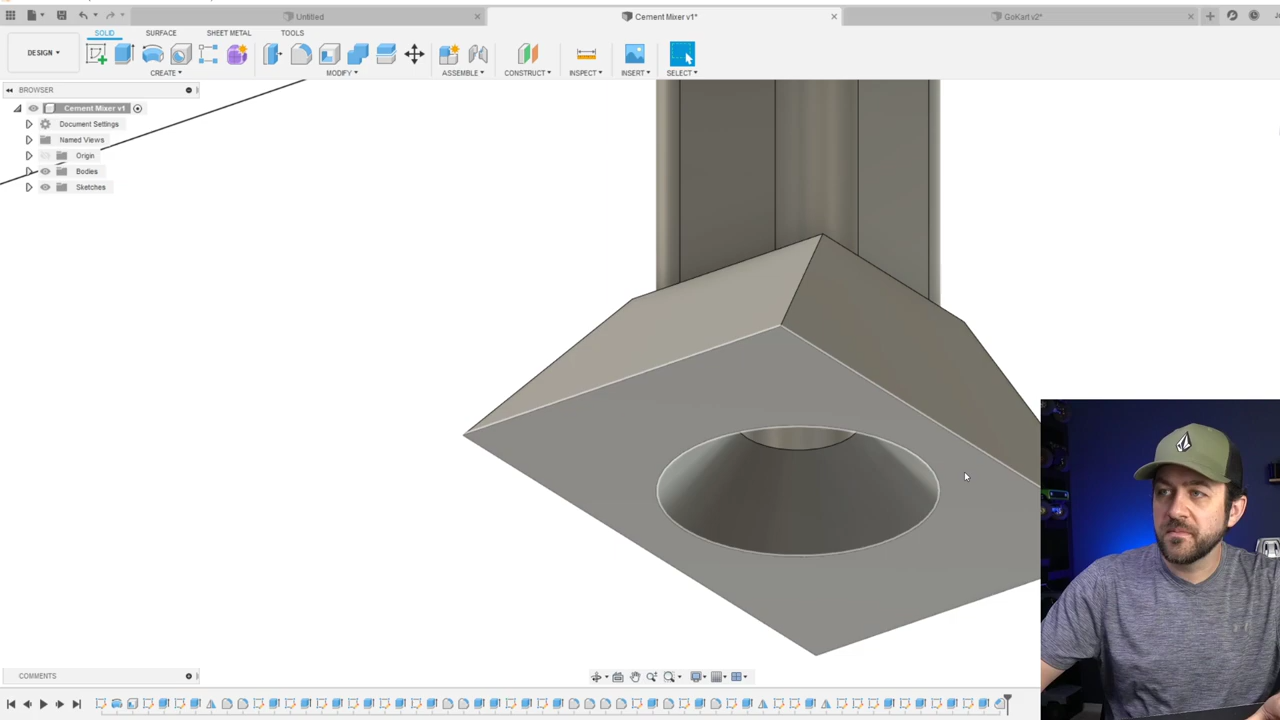 Untitled
Cement Mixer v1*
GoKart v2*
SOLID
SURFACE
SHEET METAL
TOOLS
DESIGN
CREATE
MODIFY
ASSEMBLE
CONSTRUCT
INSPECT
INSERT
SELECT
BROWSER
Cement Mixer v1
Document Settings
Named Views
Origin
Bodies
Sketches
COMMENTS